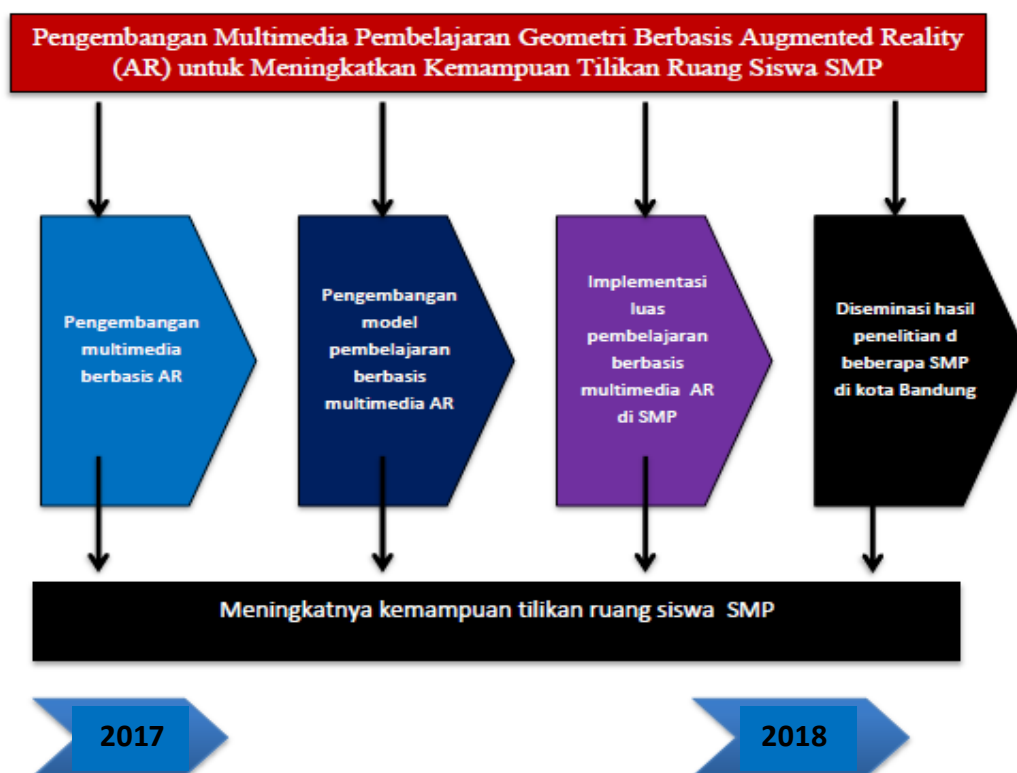 Pengembangan Multimedia Pembelajaran Geometri Berbasis Augmented Reality
(AR) untuk Meningkatkan Kemampuan Tilikan Ruang Siswa SMP
Pengembangan
multimedia
berbasis AR
Pengembangan
model
pembelajaran
berbasis
multimedia AR
Implementasi
luas
pembelajaran
berbasis
multimedia AR
di SMP
Diseminasi hasil
penelitian d
beberapa SMP
di kota Bandung
Meningkatnya kemampuan tilikan ruang siswa SMP
2017
2018